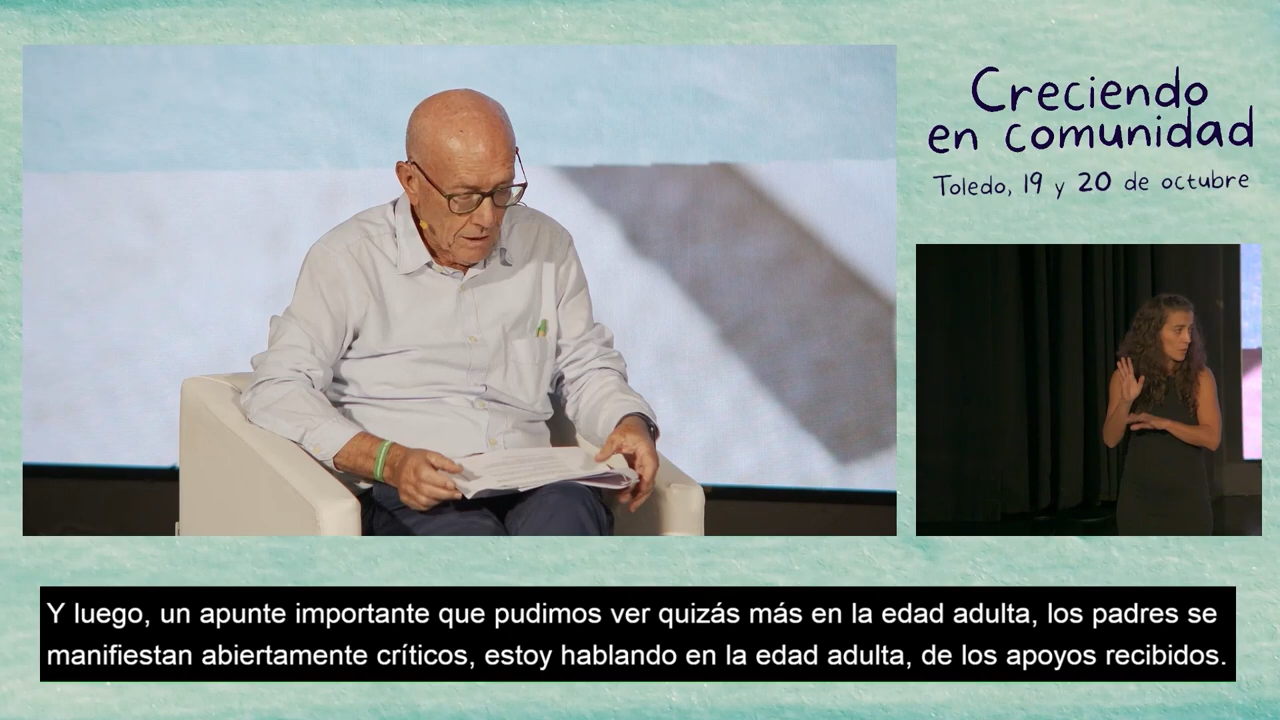 Creciendo
en comunidad
Toledo, 19 y 20 de octubre
Y luego, un apunte importante que pudimos ver quizás más en la edad adulta, los padres se
manifiestan abiertamente críticos, estoy hablando en la edad adulta, de los apoyos recibidos.